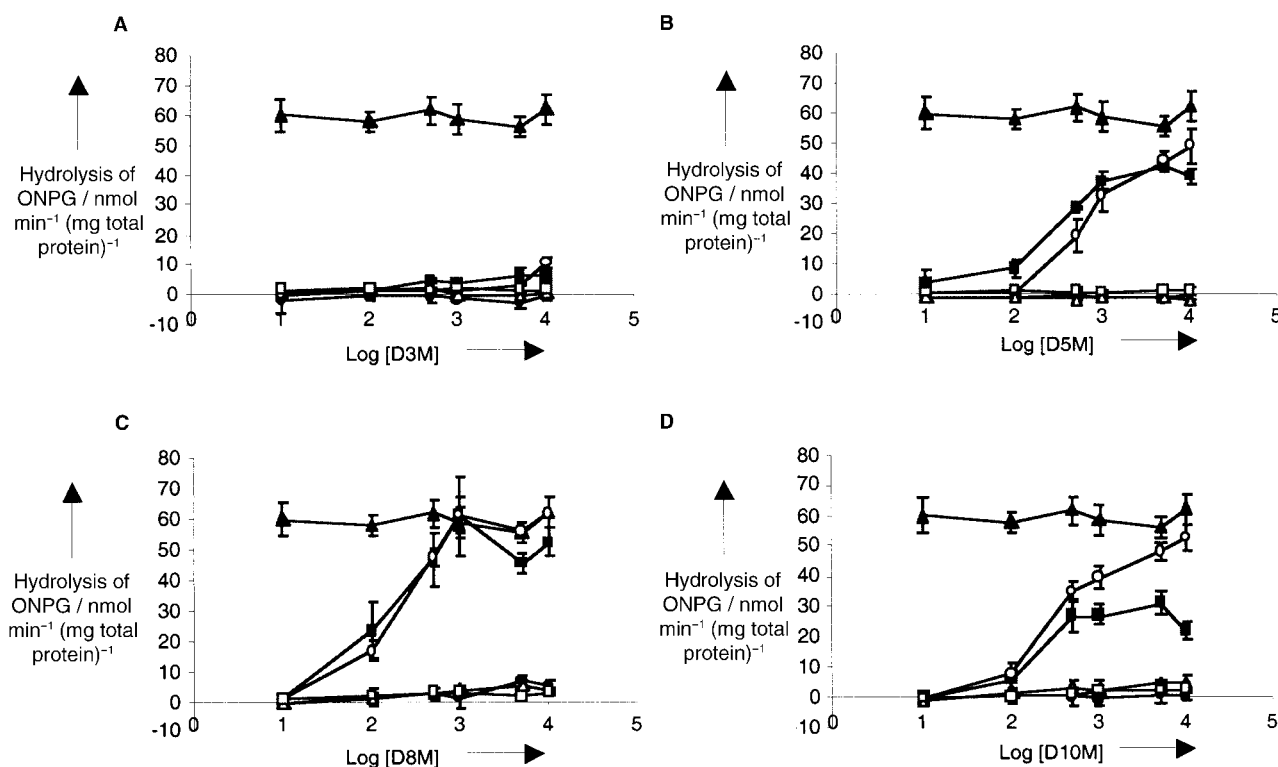 A
80
70
60
50
40
30
20
10
0
-10
Hydrolysis of
ONPG / nmol
min⁻¹ (mg total
protein)⁻¹
0 1 2 3 4 5
Log [D3M]
B
80
70
60
50
40
30
20
10
0
-10
Hydrolysis of
ONPG / nmol
min⁻¹ (mg total
protein)⁻¹
0 1 2 3 4 5
Log [D5M]
C
80
70
60
50
40
30
20
10
0
-10
Hydrolysis of
ONPG / nmol
min⁻¹ (mg total
protein)⁻¹
0 1 2 3 4 5
Log [D8M]
D
80
70
60
50
40
30
20
10
0
-10
Hydrolysis of
ONPG / nmol
min⁻¹ (mg total
protein)⁻¹
0 1 2 3 4 5
Log [D10M]